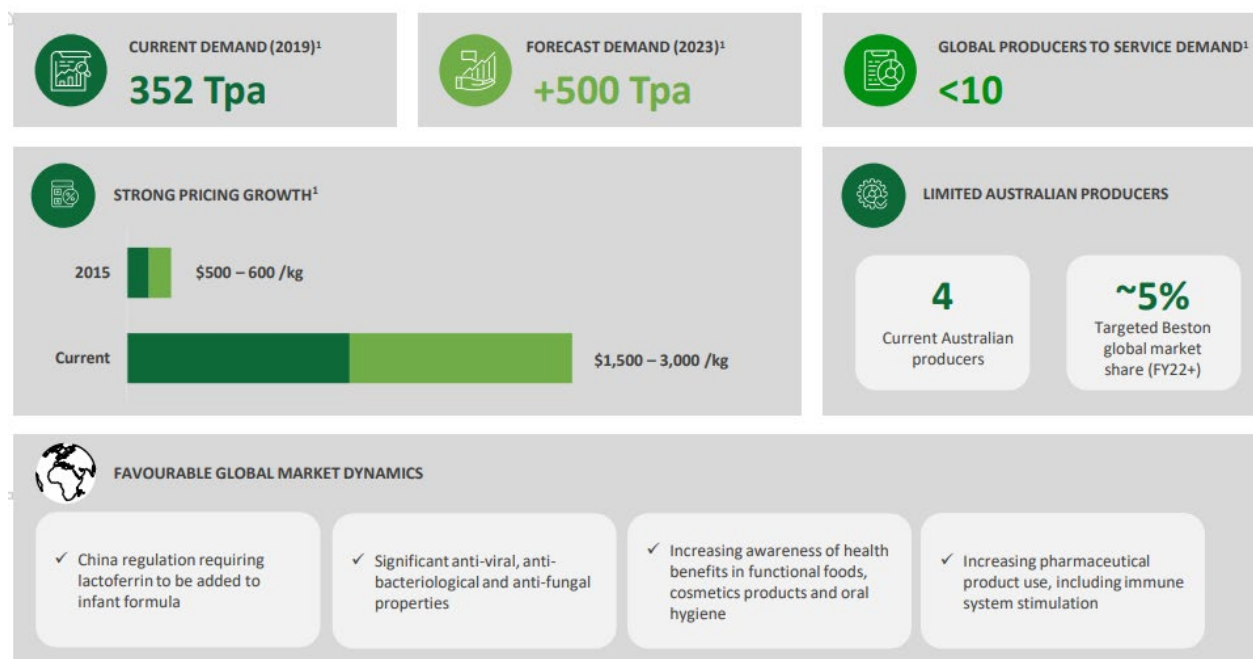 CURRENT DEMAND (2019)¹
352 Tpa
FORECAST DEMAND (2023)¹
+500 Tpa
GLOBAL PRODUCERS TO SERVICE DEMAND¹
<10
STRONG PRICING GROWTH¹
2015
$500 – 600 /kg
Current
$1,500 – 3,000 /kg
LIMITED AUSTRALIAN PRODUCERS
4
Current Australian
producers
~5%
Targeted Beston
global market
share (FY22+)
FAVOURABLE GLOBAL MARKET DYNAMICS
✓ China regulation requiring
lactoferrin to be added to
infant formula
✓ Significant anti-viral, anti-
bacteriological and anti-fungal
properties
✓ Increasing awareness of health
benefits in functional foods,
cosmetics products and oral
hygiene
✓ Increasing pharmaceutical
product use, including immune
system stimulation